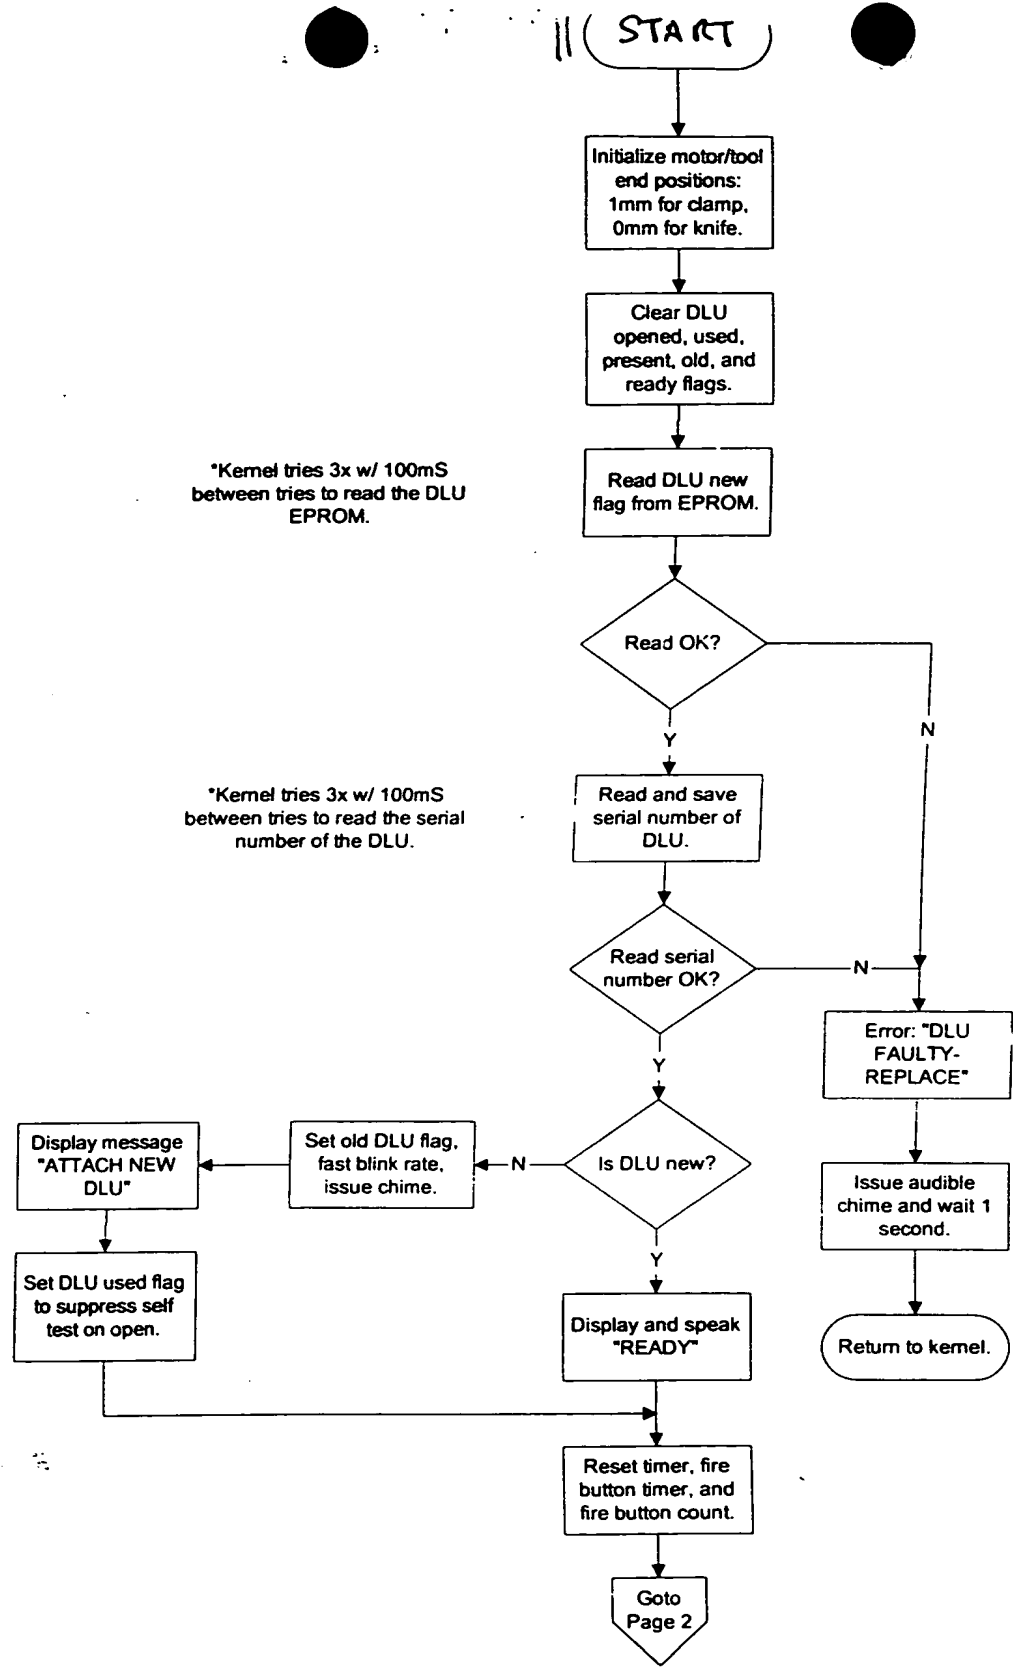 START
Initialize motor/tool
end positions:
1mm for clamp,
0mm for knife.
Clear DLU
opened, used,
present, old, and
ready flags.
*Kernel tries 3x w/ 100mS
between tries to read the DLU
EPROM.
Read DLU new
flag from EPROM.
Read OK?
N
Y
*Kernel tries 3x w/ 100mS
between tries to read the serial
number of the DLU.
Read and save
serial number of
DLU.
Read serial
number OK?
N
Y
Error: "DLU
FAULTY-
REPLACE"
Display message
"ATTACH NEW
DLU"
Set old DLU flag,
fast blink rate,
issue chime.
N
Is DLU new?
Issue audible
chime and wait 1
second.
Y
Set DLU used flag
to suppress self
test on open.
Display and speak
"READY"
Return to kernel.
Reset timer, fire
button timer, and
fire button count.
Goto
Page 2